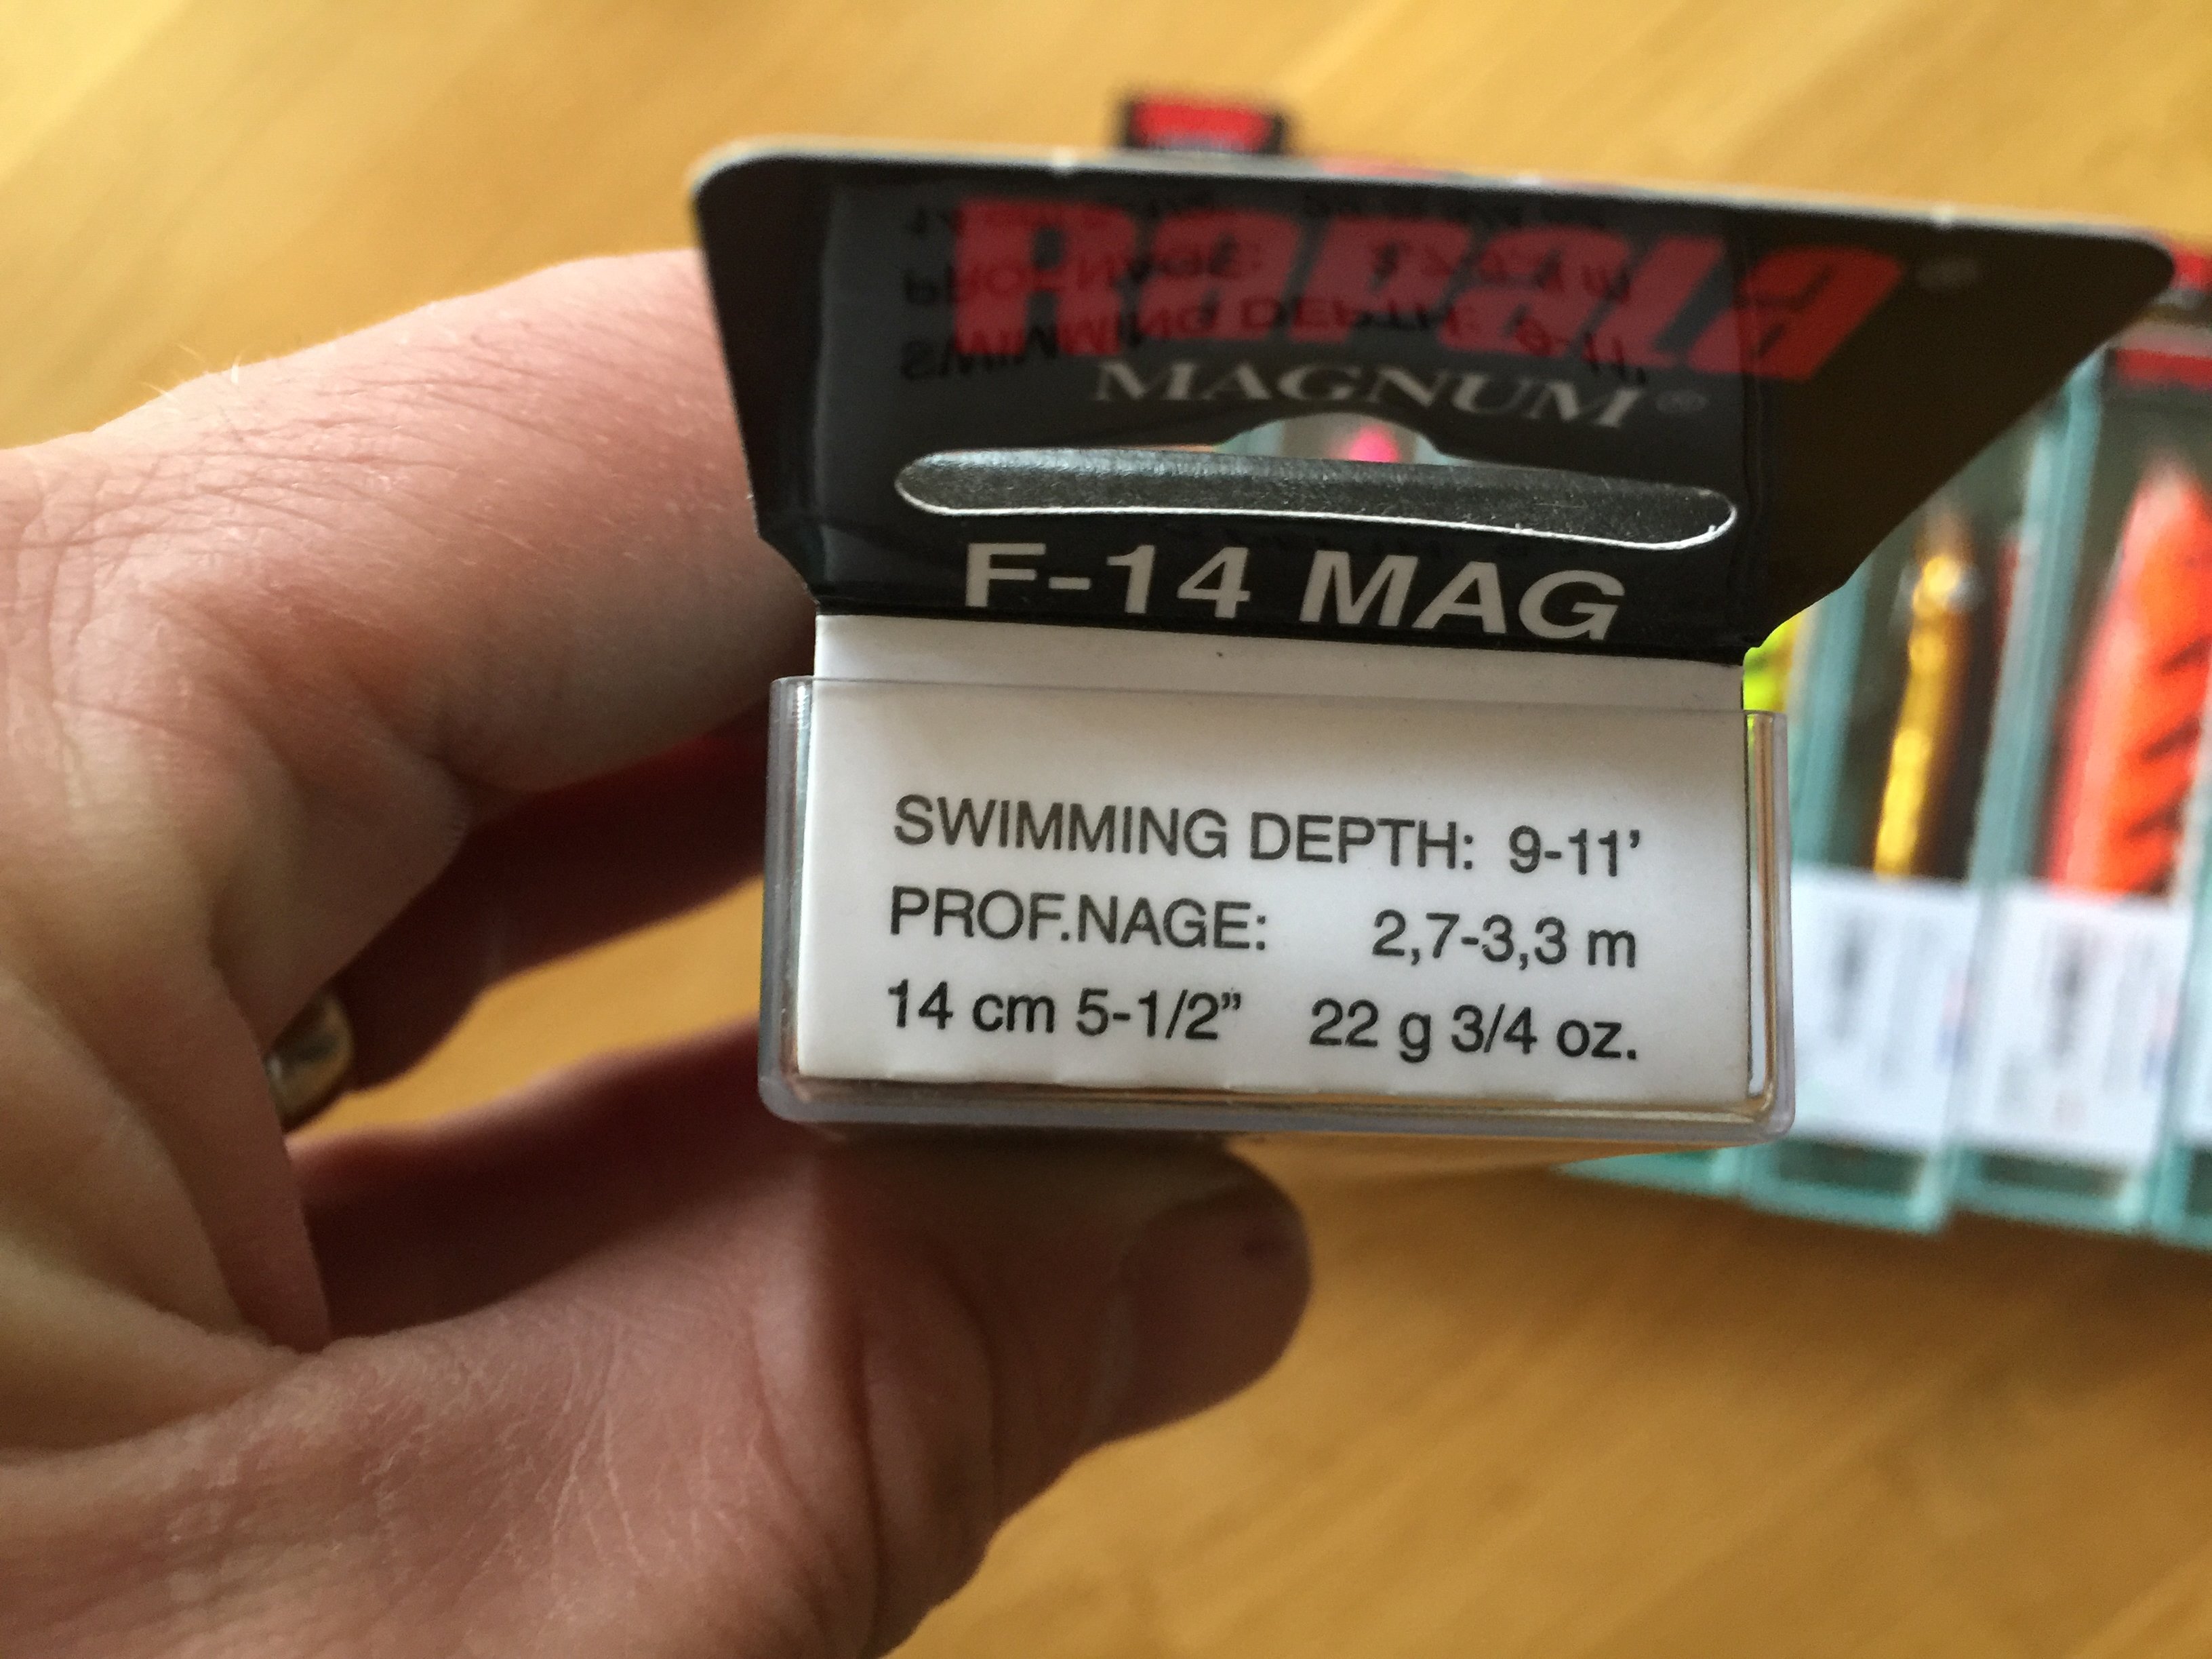 Rapala
MAGNUM®
F-14 MAG
SWIMMING DEPTH: 9-11’
PROF.NAGE: 2,7-3,3 m
14 cm 5-1/2” 22 g 3/4 oz.